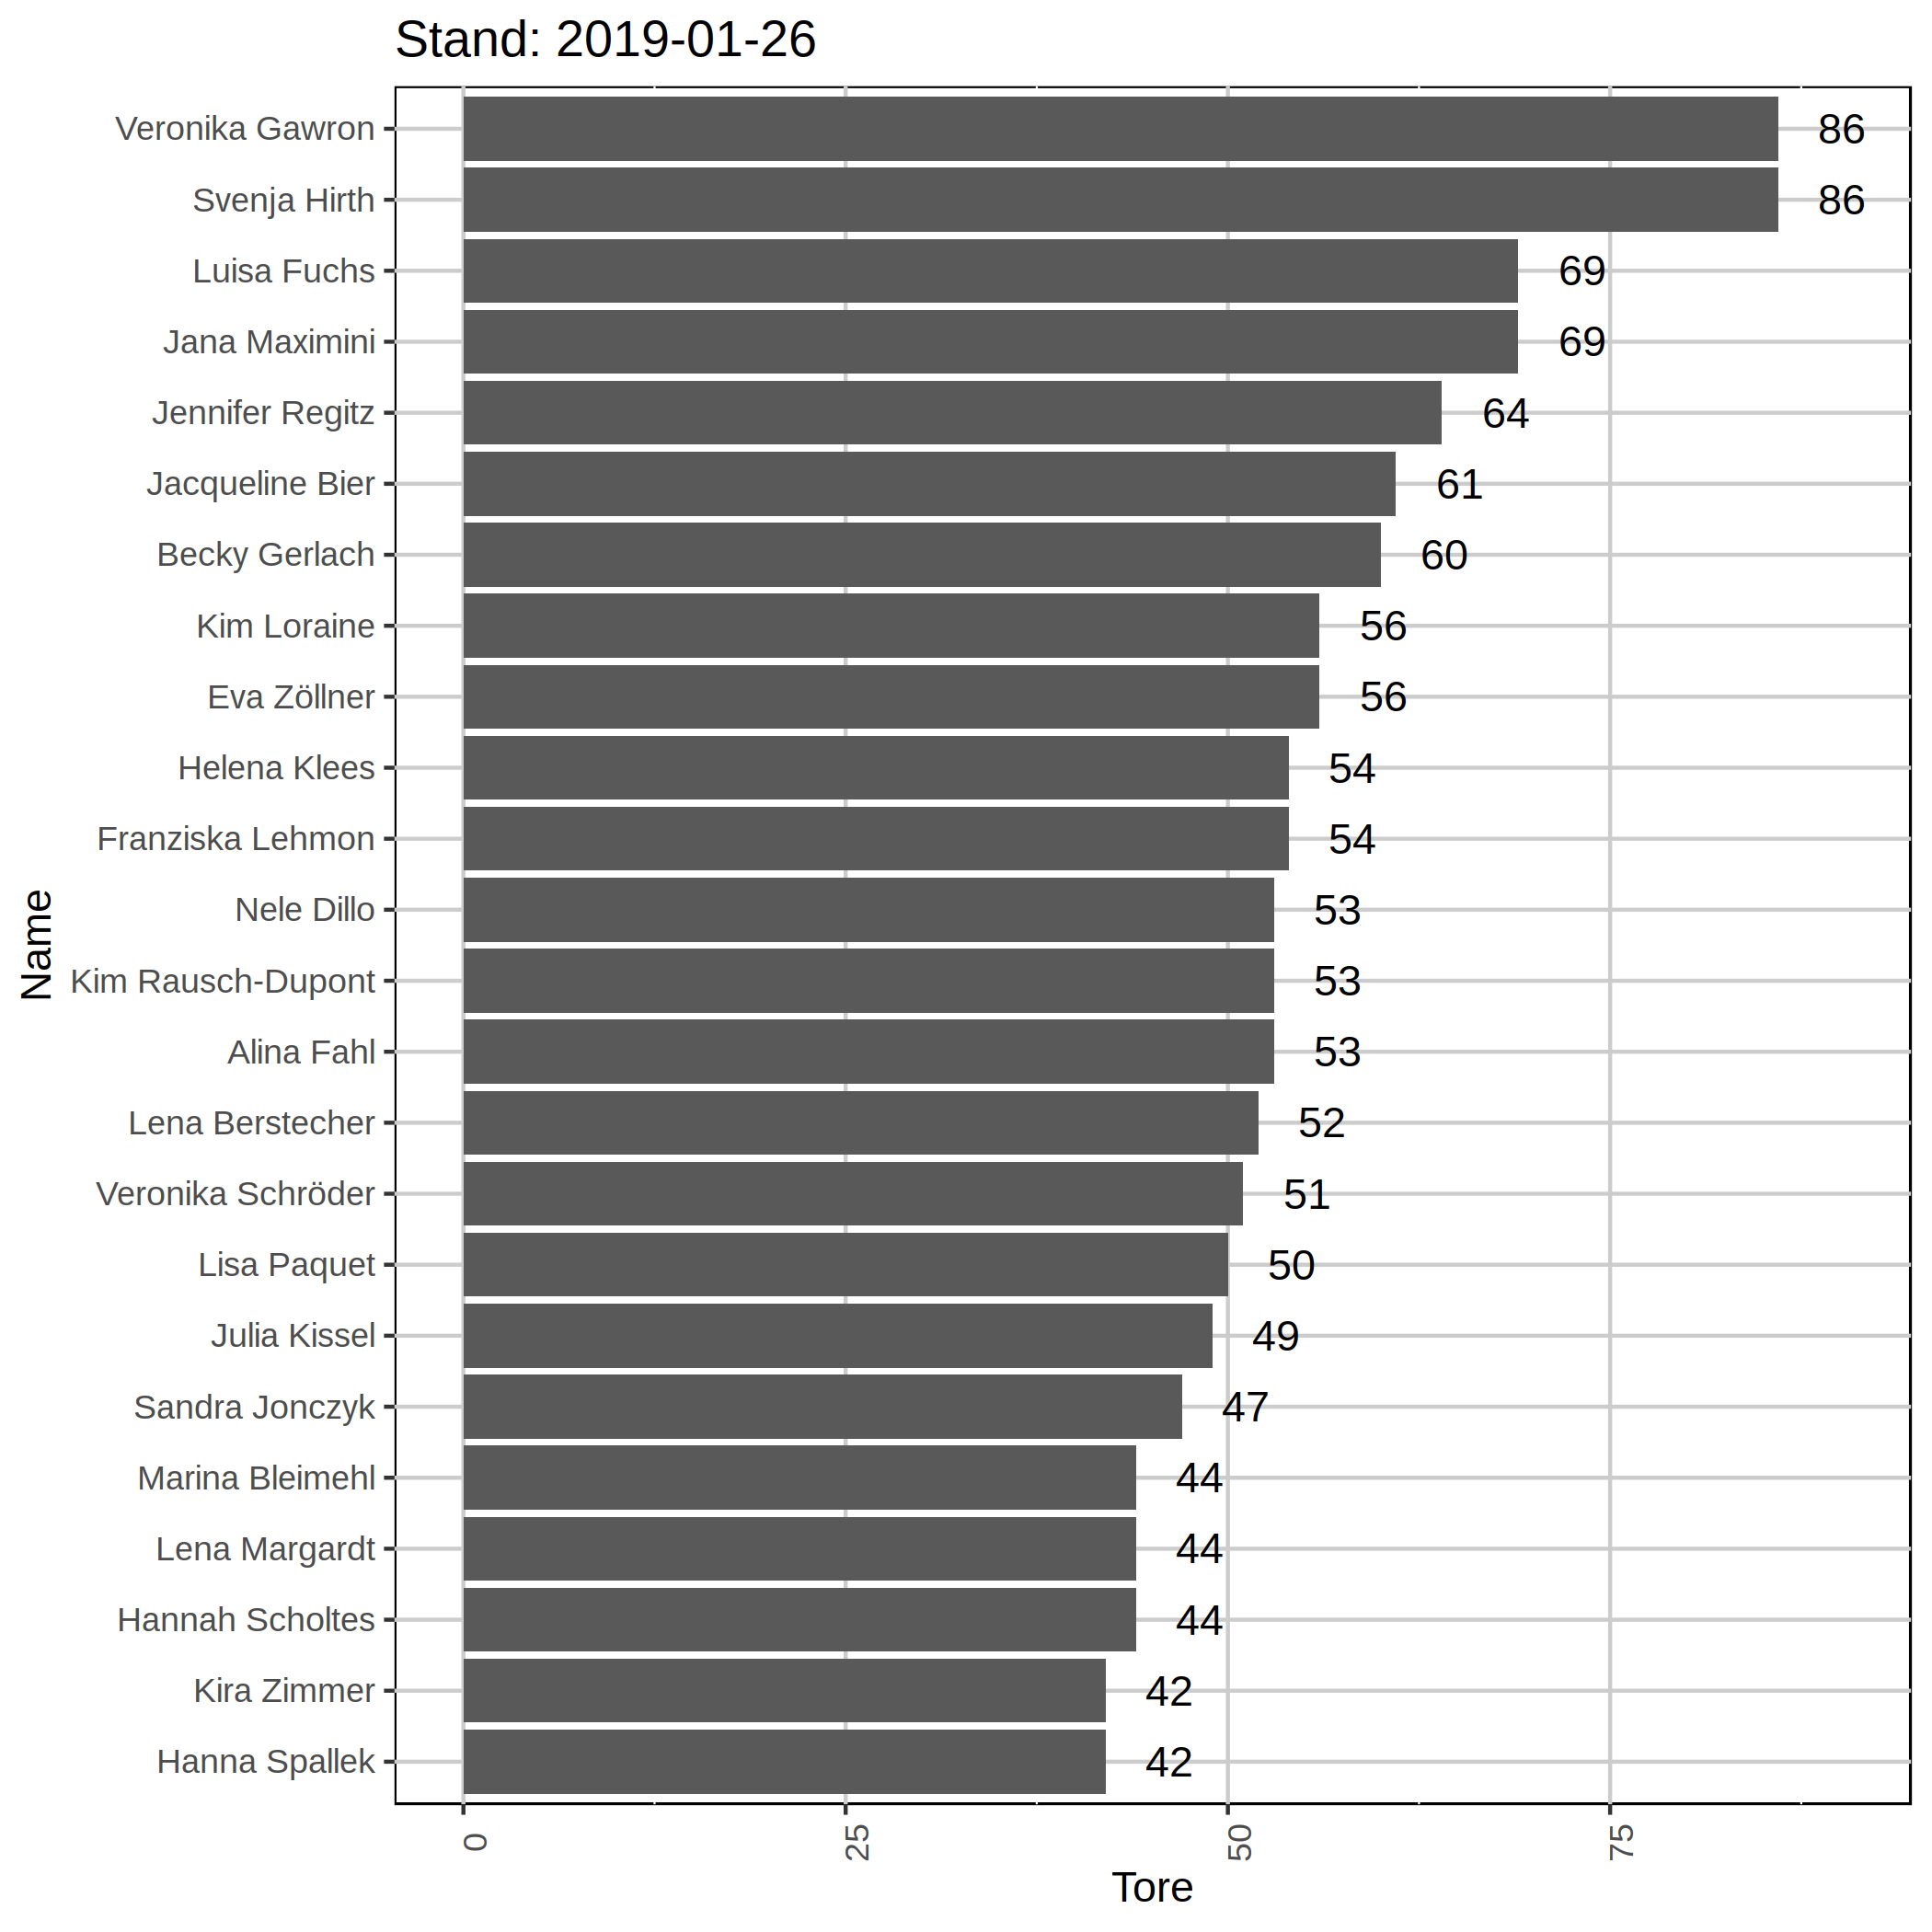 Stand: 2019-01-26
Veronika Gawron 86
Svenja Hirth 86
Luisa Fuchs 69
Jana Maximini 69
Jennifer Regitz 64
Jacqueline Bier 61
Becky Gerlach 60
Kim Loraine 56
Eva Zöllner 56
Helena Klees 54
Franziska Lehmon 54
Nele Dillo 53
Kim Rausch-Dupont 53
Alina Fahl 53
Lena Berstecher 52
Veronika Schröder 51
Lisa Paquet 50
Julia Kissel 49
Sandra Jonczyk 47
Marina Bleimehl 44
Lena Margardt 44
Hannah Scholtes 44
Kira Zimmer 42
Hanna Spallek 42
Name
0 25 50 75
Tore